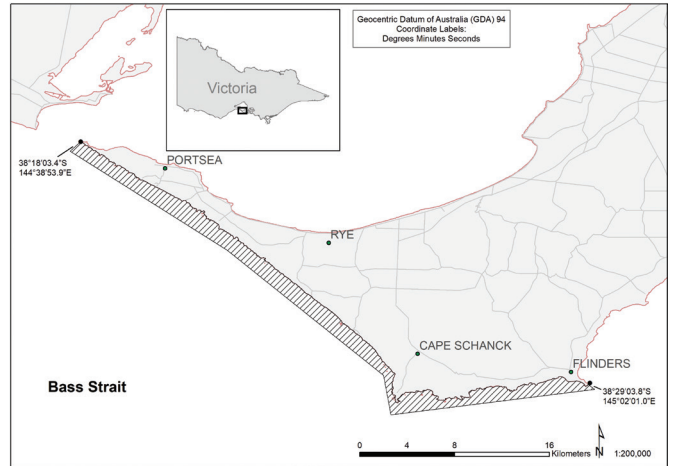 Geocentric Datum of Australia (GDA) 94
Coordinate Labels:
Degrees Minutes Seconds
Victoria
38°18'03.4"S
144°38'53.9"E
PORTSEA
RYE
CAPE SCHANCK
FLINDERS
Bass Strait
38°29'03.8"S
145°02'01.0"E
0 4 8 16
Kilometers
N
1:200,000